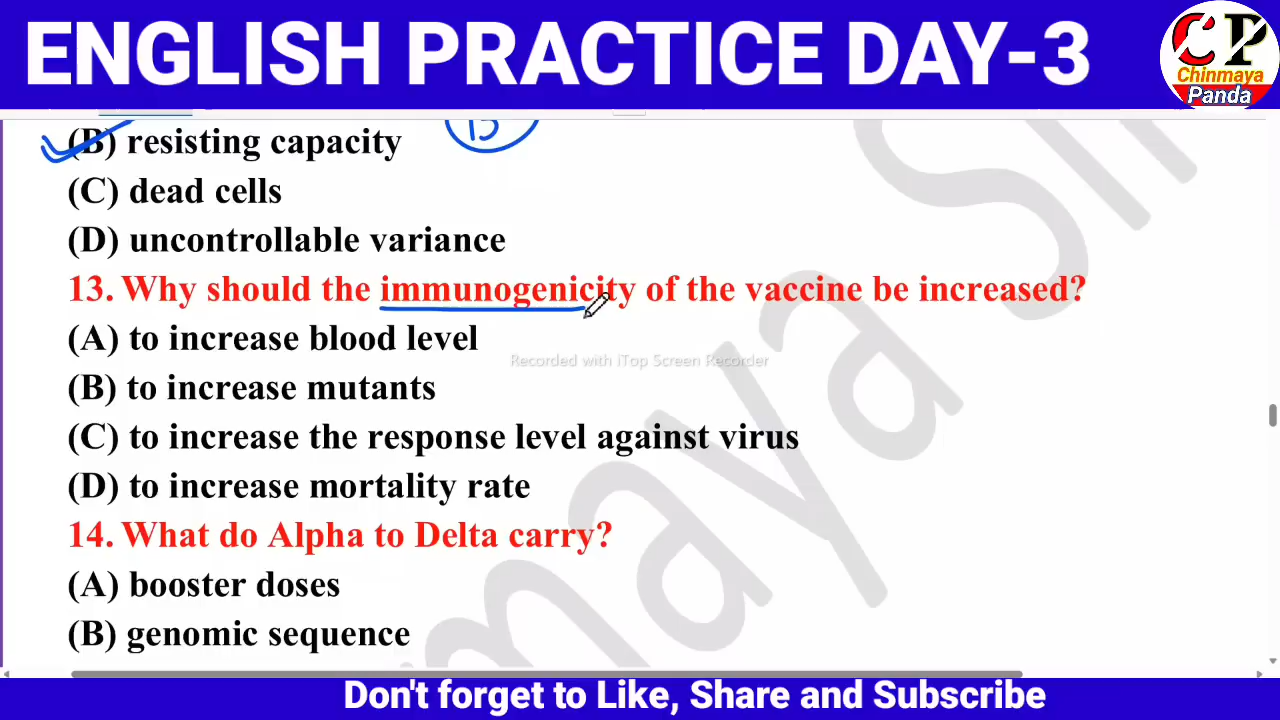 ENGLISH PRACTICE DAY-3
CP
Chinmaya
Panda
(B) resisting capacity
13
(C) dead cells
(D) uncontrollable variance
13. Why should the immunogenicity of the vaccine be increased?
(A) to increase blood level
Recorded with iTop Screen Recorder
(B) to increase mutants
(C) to increase the response level against virus
(D) to increase mortality rate
14. What do Alpha to Delta carry?
(A) booster doses
(B) genomic sequence
Don't forget to Like, Share and Subscribe